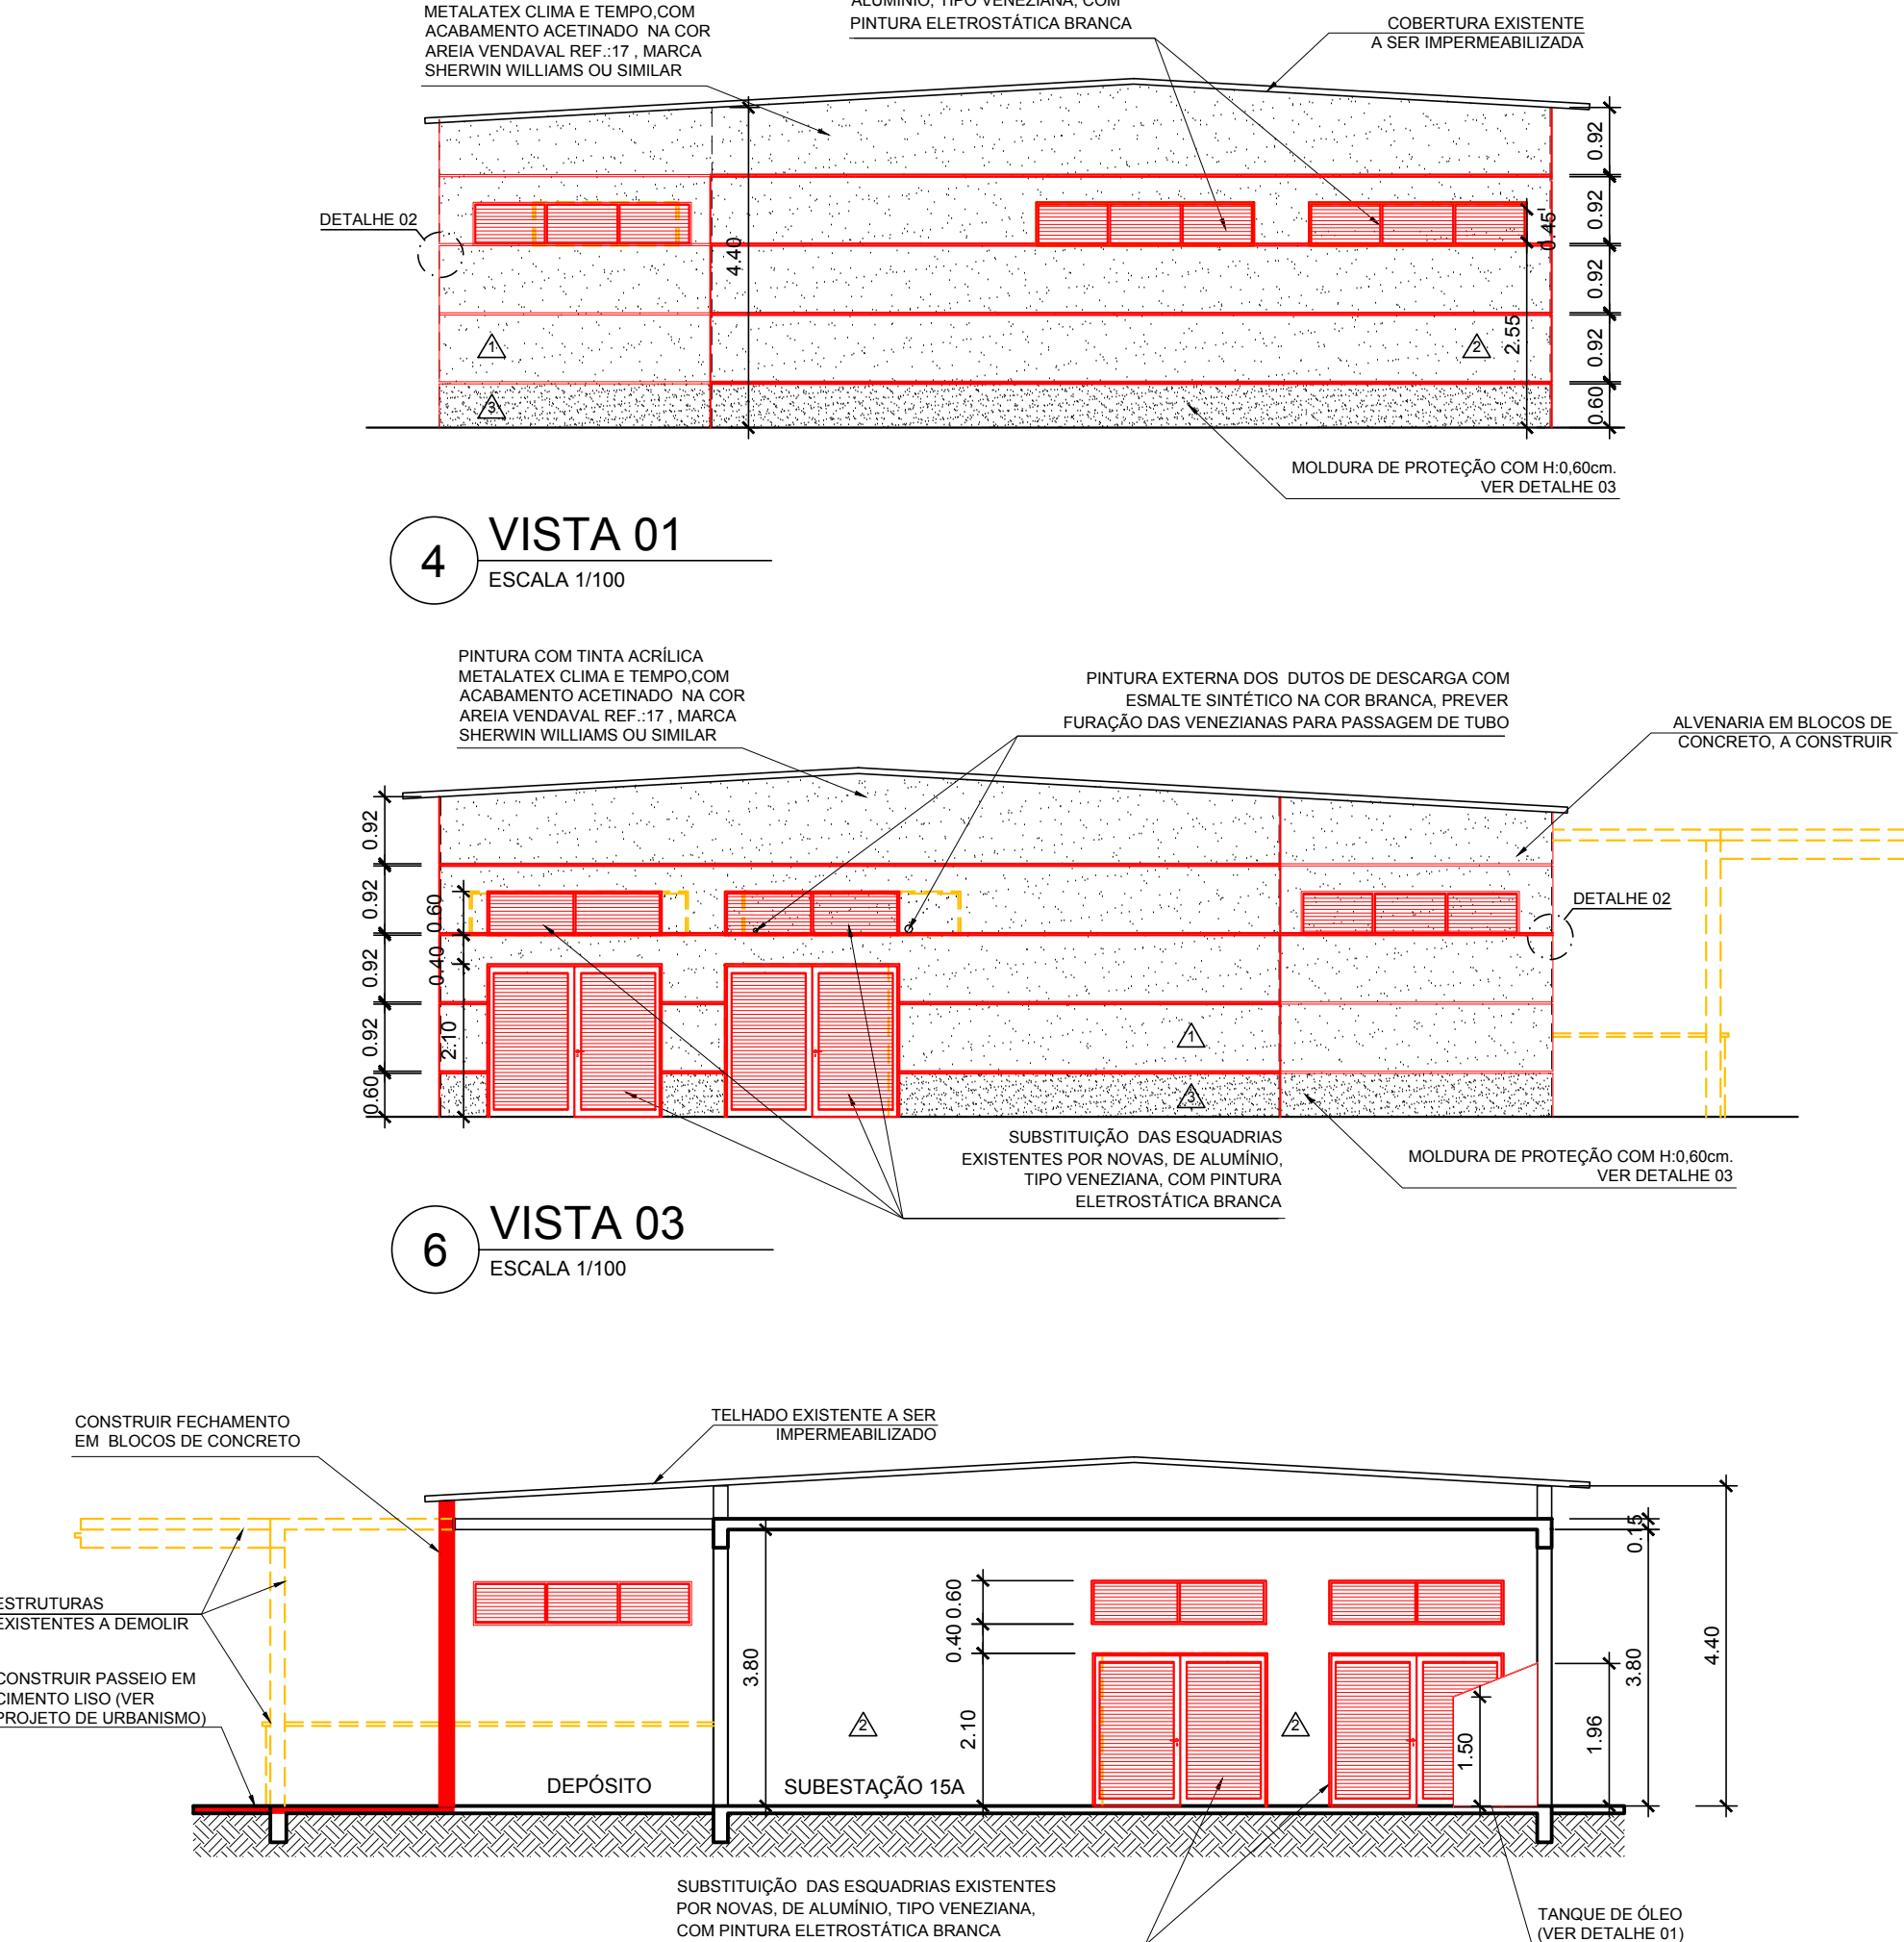 METALATEX CLIMA E TEMPO,COM
ACABAMENTO ACETINADO NA COR
AREIA VENDAVAL REF.:17 , MARCA
SHERWIN WILLIAMS OU SIMILAR
ALUMÍNIO, TIPO VENEZIANA, COM
PINTURA ELETROSTÁTICA BRANCA
COBERTURA EXISTENTE
A SER IMPERMEABILIZADA
DETALHE 02
4.40
0.45
2.55
0.92
0.92
0.92
0.92
0.60
1
2
3
MOLDURA DE PROTEÇÃO COM H:0,60cm.
VER DETALHE 03
4
VISTA 01
ESCALA 1/100
PINTURA COM TINTA ACRÍLICA
METALATEX CLIMA E TEMPO,COM
ACABAMENTO ACETINADO NA COR
AREIA VENDAVAL REF.:17 , MARCA
SHERWIN WILLIAMS OU SIMILAR
PINTURA EXTERNA DOS DUTOS DE DESCARGA COM
ESMALTE SINTÉTICO NA COR BRANCA, PREVER
FURAÇÃO DAS VENEZIANAS PARA PASSAGEM DE TUBO
ALVENARIA EM BLOCOS DE
CONCRETO, A CONSTRUIR
0.92
0.92
0.92
0.92
0.60
0.60
0.40
2.10
DETALHE 02
1
3
SUBSTITUIÇÃO DAS ESQUADRIAS
EXISTENTES POR NOVAS, DE ALUMÍNIO,
TIPO VENEZIANA, COM PINTURA
ELETROSTÁTICA BRANCA
MOLDURA DE PROTEÇÃO COM H:0,60cm.
VER DETALHE 03
6
VISTA 03
ESCALA 1/100
CONSTRUIR FECHAMENTO
EM BLOCOS DE CONCRETO
TELHADO EXISTENTE A SER
IMPERMEABILIZADO
ESTRUTURAS
EXISTENTES A DEMOLIR
CONSTRUIR PASSEIO EM
CIMENTO LISO (VER
PROJETO DE URBANISMO)
3.80
0.60
0.40
2.10
2
2
1.50
1.96
0.15
3.80
4.40
DEPÓSITO
SUBESTAÇÃO 15A
SUBSTITUIÇÃO DAS ESQUADRIAS EXISTENTES
POR NOVAS, DE ALUMÍNIO, TIPO VENEZIANA,
COM PINTURA ELETROSTÁTICA BRANCA
TANQUE DE ÓLEO
(VER DETALHE 01)